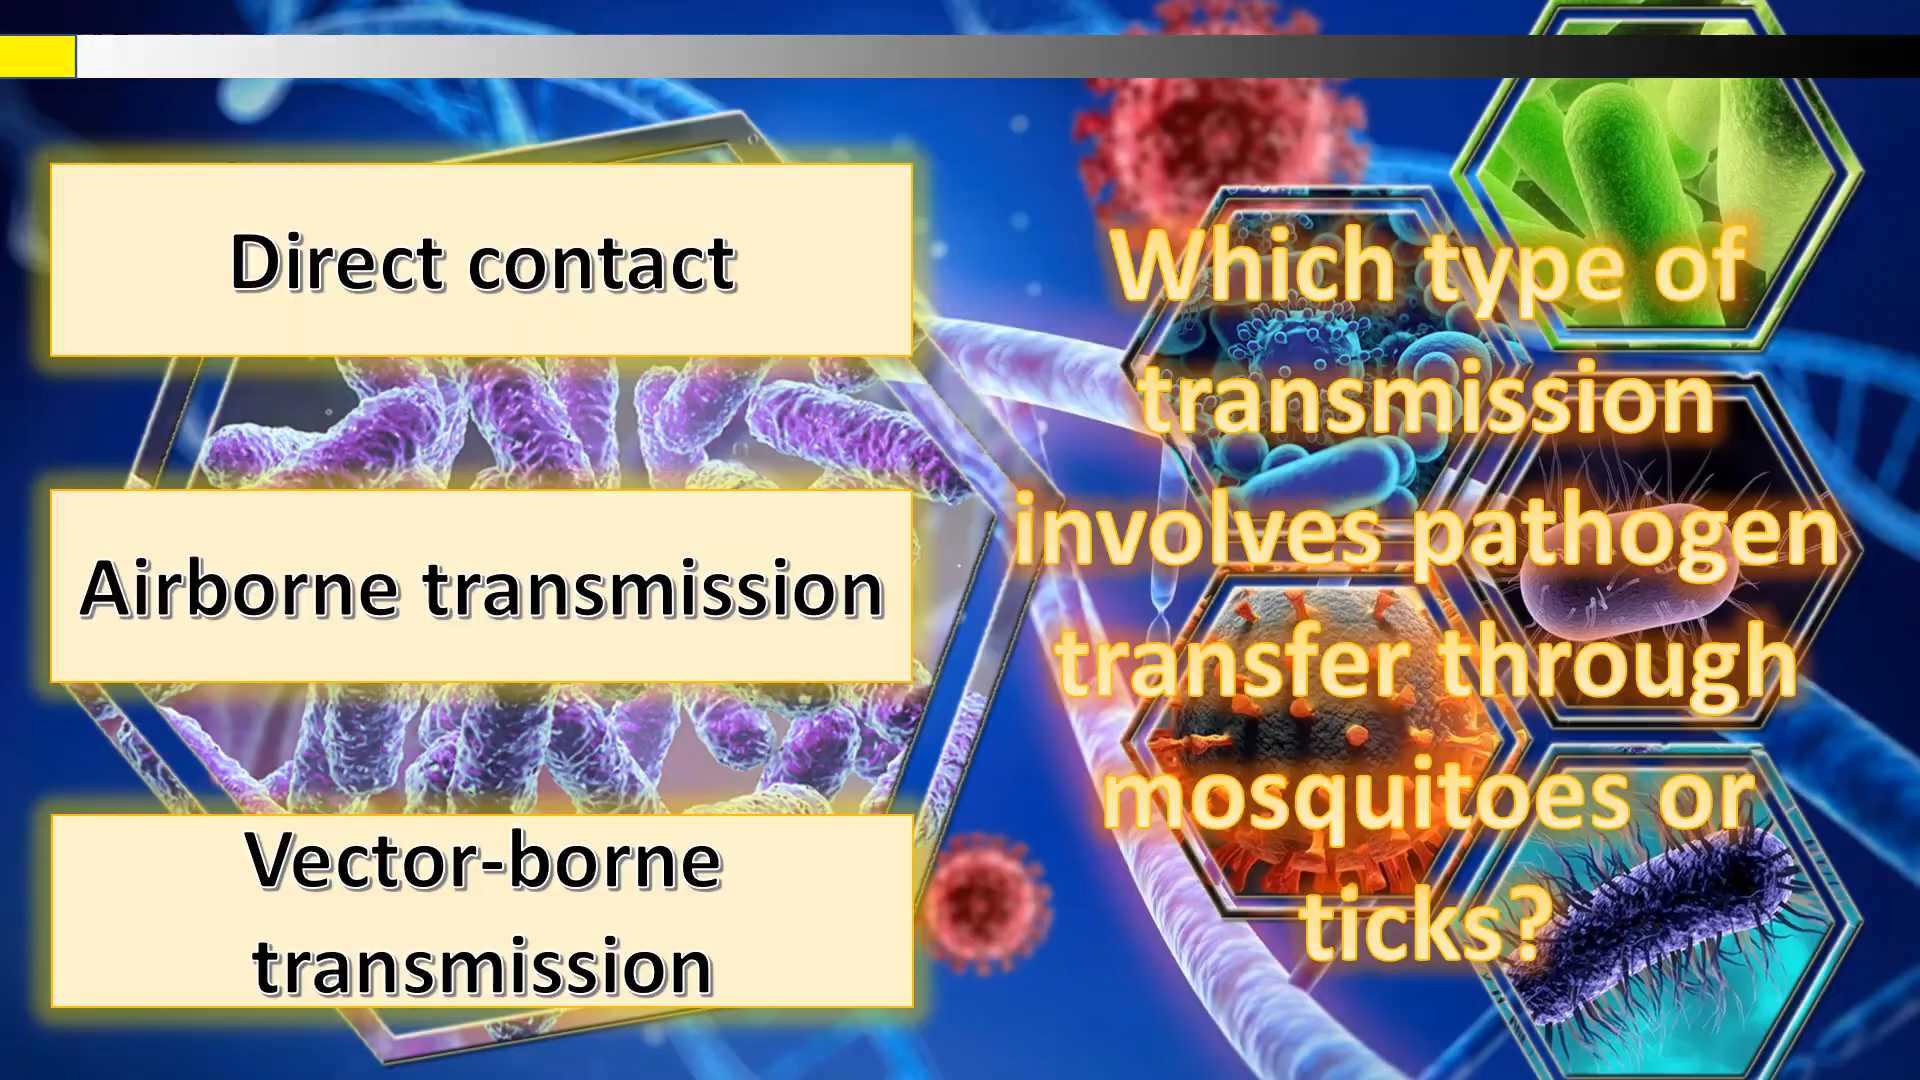 Direct contact
Airborne transmission
Vector-borne
transmission
Which type of
transmission
involves pathogen
transfer through
mosquitoes or
ticks?